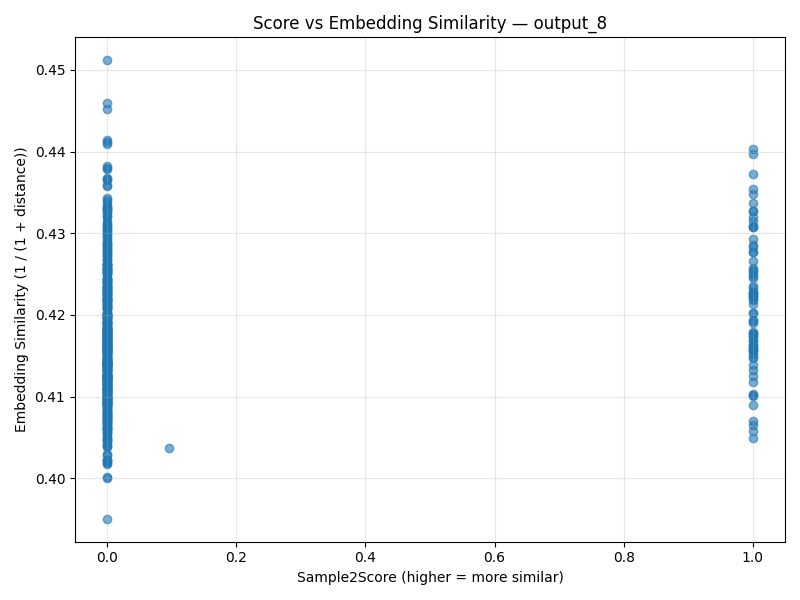 Score vs Embedding Similarity — output_8
Embedding Similarity (1 / (1 + distance))
0.45
0.44
0.43
0.42
0.41
0.40
0.0 0.2 0.4 0.6 0.8 1.0
Sample2Score (higher = more similar)